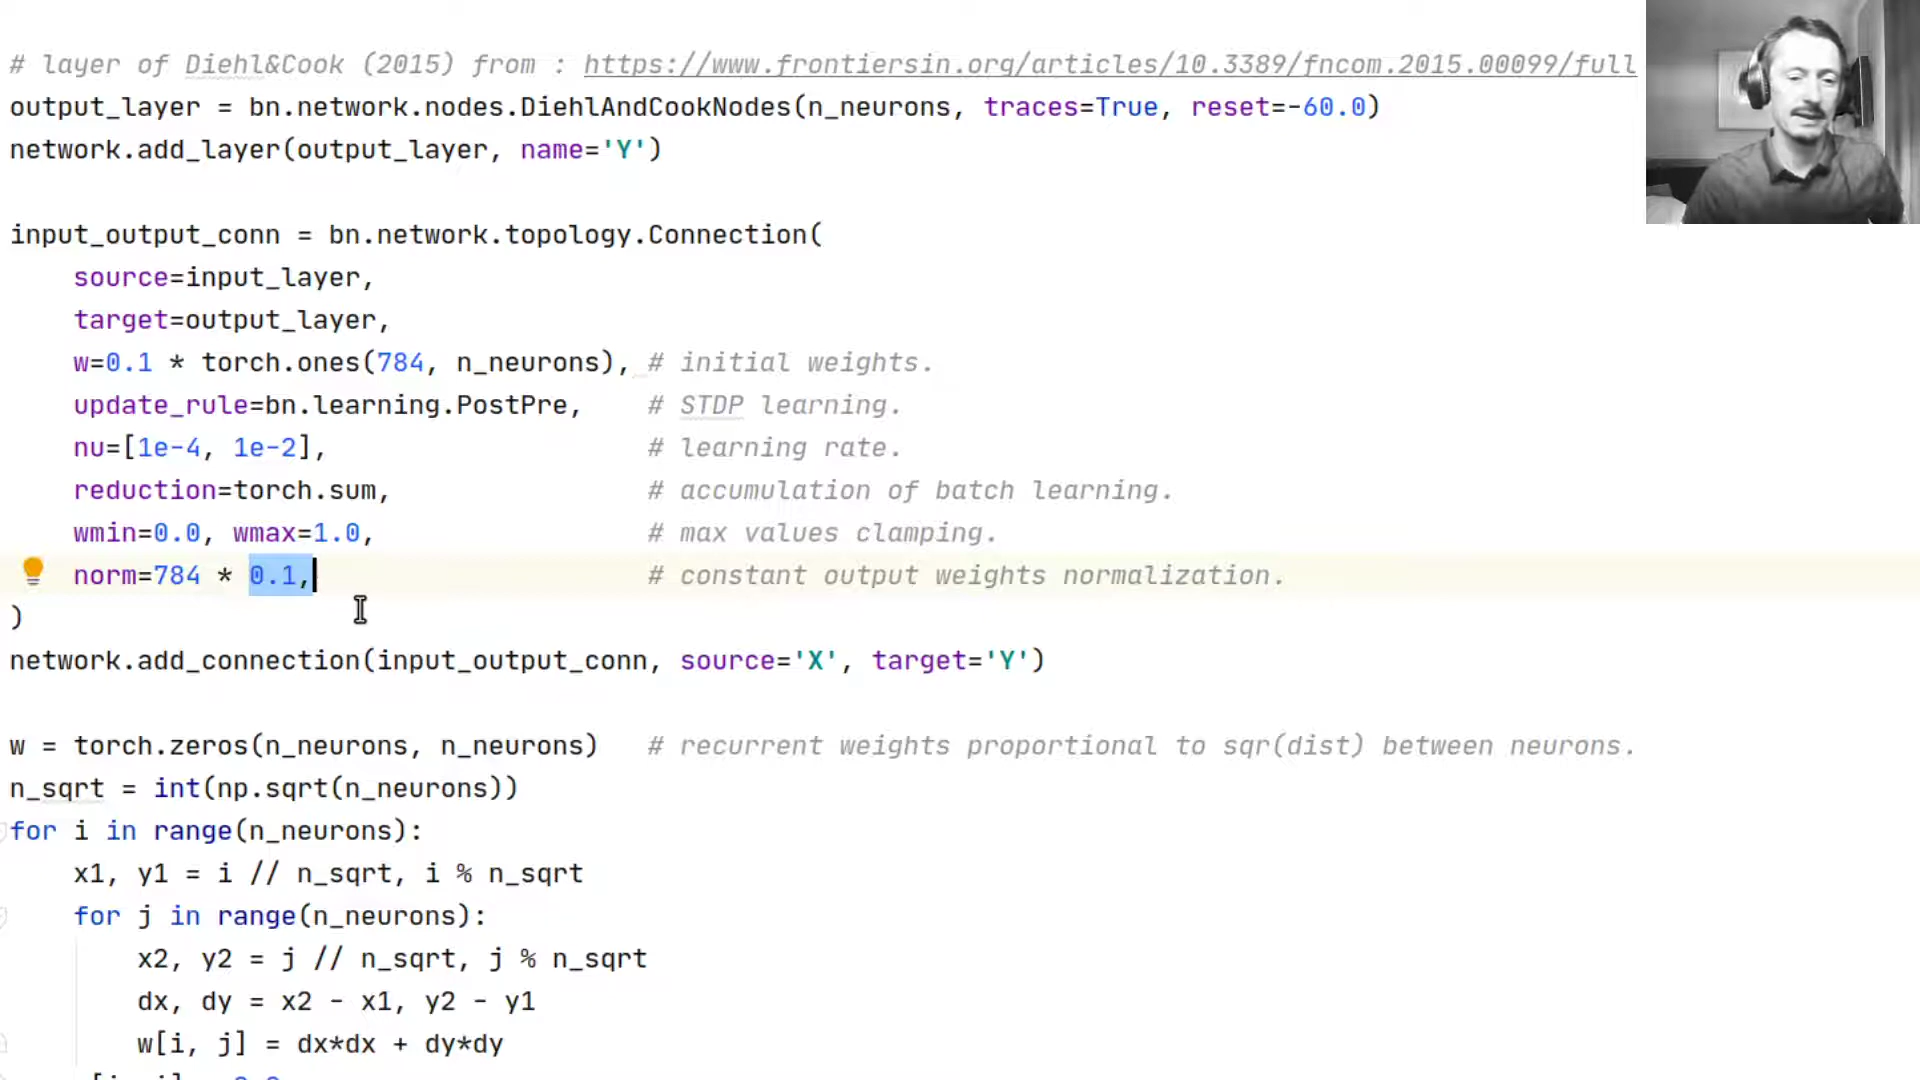 # layer of Diehl&Cook (2015) from : https://www.frontiersin.org/articles/10.3389/fncom.2015.00099/full
output_layer = bn.network.nodes.DiehlAndCookNodes(n_neurons, traces=True, reset=-60.0)
network.add_layer(output_layer, name='Y')
input_output_conn = bn.network.topology.Connection(
source=input_layer,
target=output_layer,
w=0.1 * torch.ones(784, n_neurons), # initial weights.
update_rule=bn.learning.PostPre, # STDP learning.
nu=[1e-4, 1e-2], # learning rate.
reduction=torch.sum, # accumulation of batch learning.
wmin=0.0, wmax=1.0, # max values clamping.
norm=784 * 0.1, # constant output weights normalization.
)
network.add_connection(input_output_conn, source='X', target='Y')
w = torch.zeros(n_neurons, n_neurons) # recurrent weights proportional to sqr(dist) between neurons.
n_sqrt = int(np.sqrt(n_neurons))
for i in range(n_neurons):
x1, y1 = i // n_sqrt, i % n_sqrt
for j in range(n_neurons):
x2, y2 = j // n_sqrt, j % n_sqrt
dx, dy = x2 - x1, y2 - y1
w[i, j] = dx*dx + dy*dy